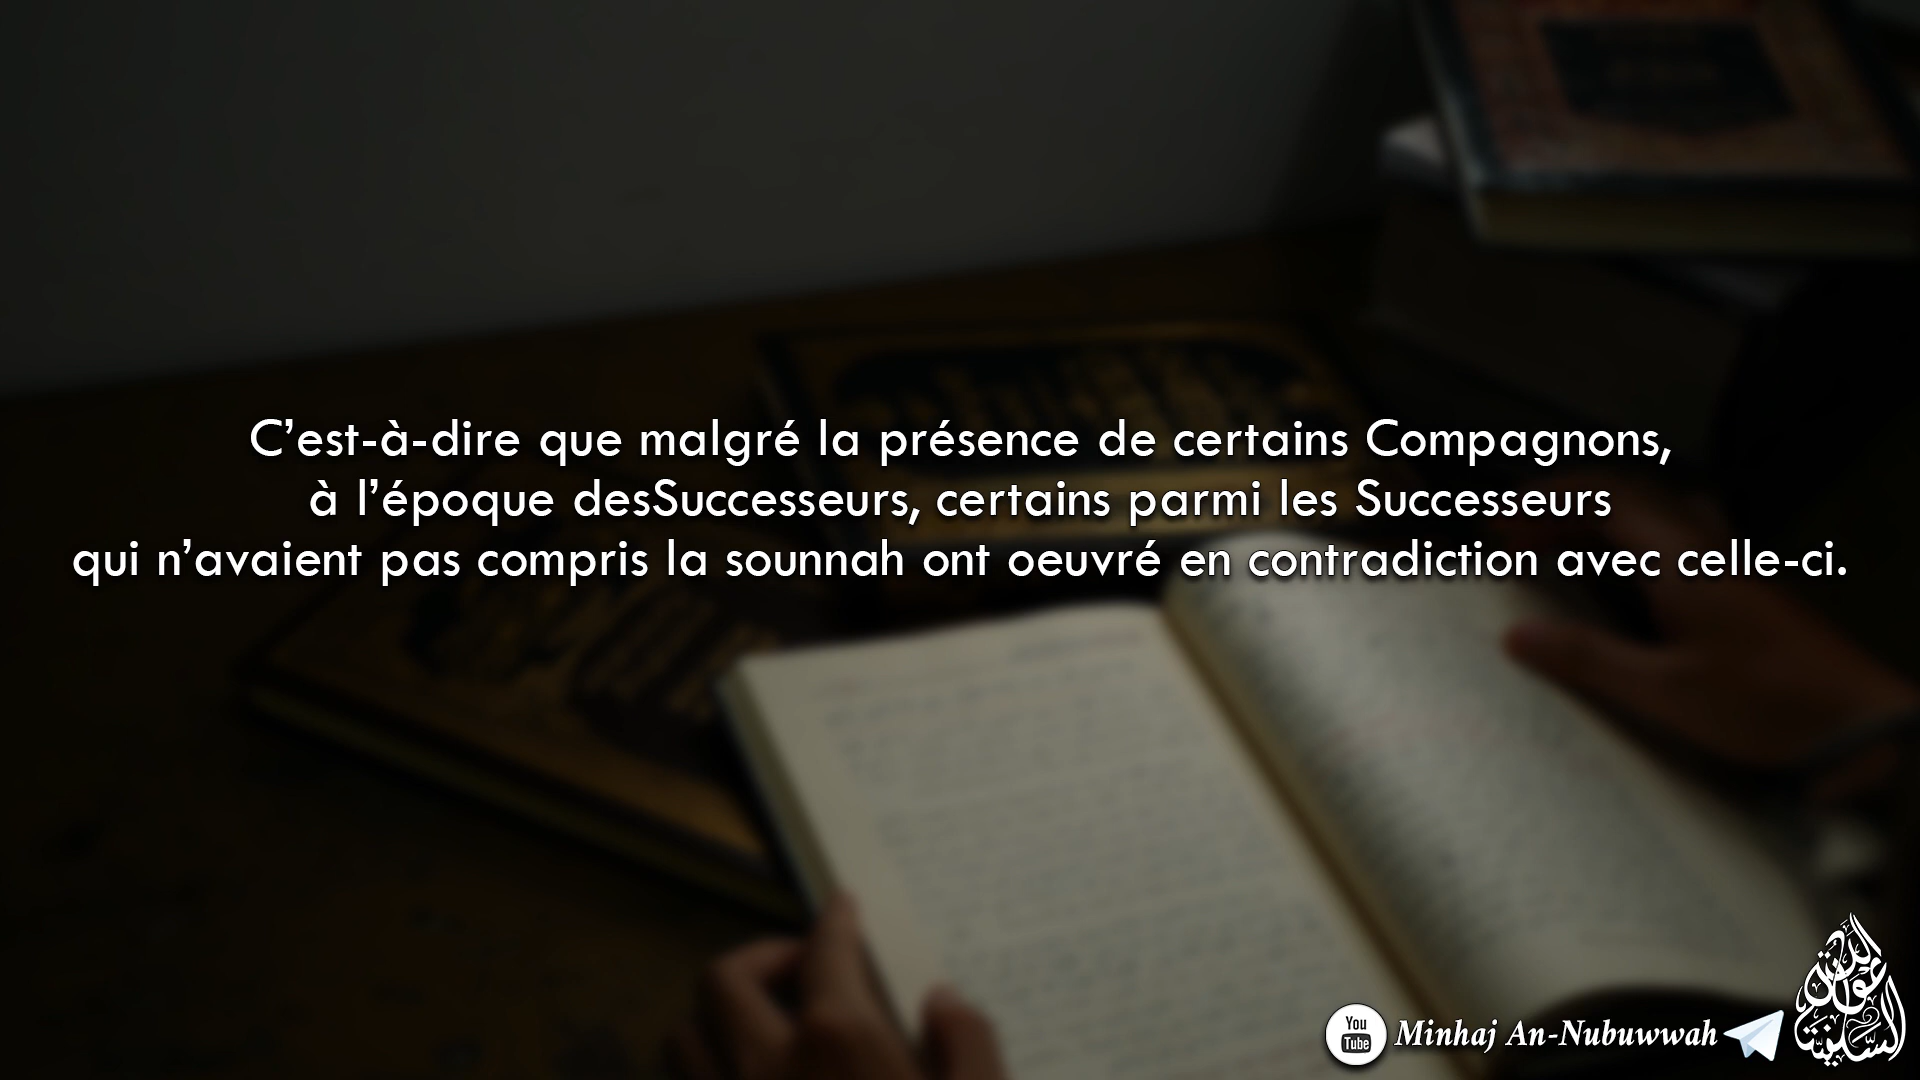 C’est-à-dire que malgré la présence de certains Compagnons,
à l’époque desSuccesseurs, certains parmi les Successeurs
qui n’avaient pas compris la sounnah ont oeuvré en contradiction avec celle-ci.
You
Tube
Minhaj An-Nubuwwah